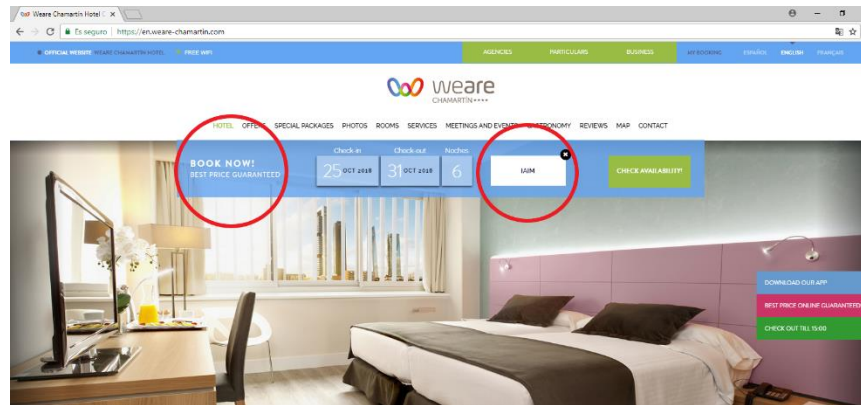 Weare Chamartín Hotel
Es seguro | https://en.weare-chamartin.com
OFFICIAL WEBSITE WEARE CHAMARTIN HOTEL FREE WIFI AGENCIES PARTICULARS BUSINESS MY BOOKING ESPAÑOL ENGLISH FRANÇAIS
weare
CHAMARTÍN
HOTEL OFFERS SPECIAL PACKAGES PHOTOS ROOMS SERVICES MEETINGS AND EVENTS GASTRONOMY REVIEWS MAP CONTACT
Check-in Check-out Noches
BOOK NOW!
BEST PRICE GUARANTEED
25 OCT 2018 31 OCT 2018 6 IAIM CHECK AVAILABILITY!
DOWNLOAD OUR APP
BEST PRICE ONLINE GUARANTEED!
CHECK OUT TILL 15:00